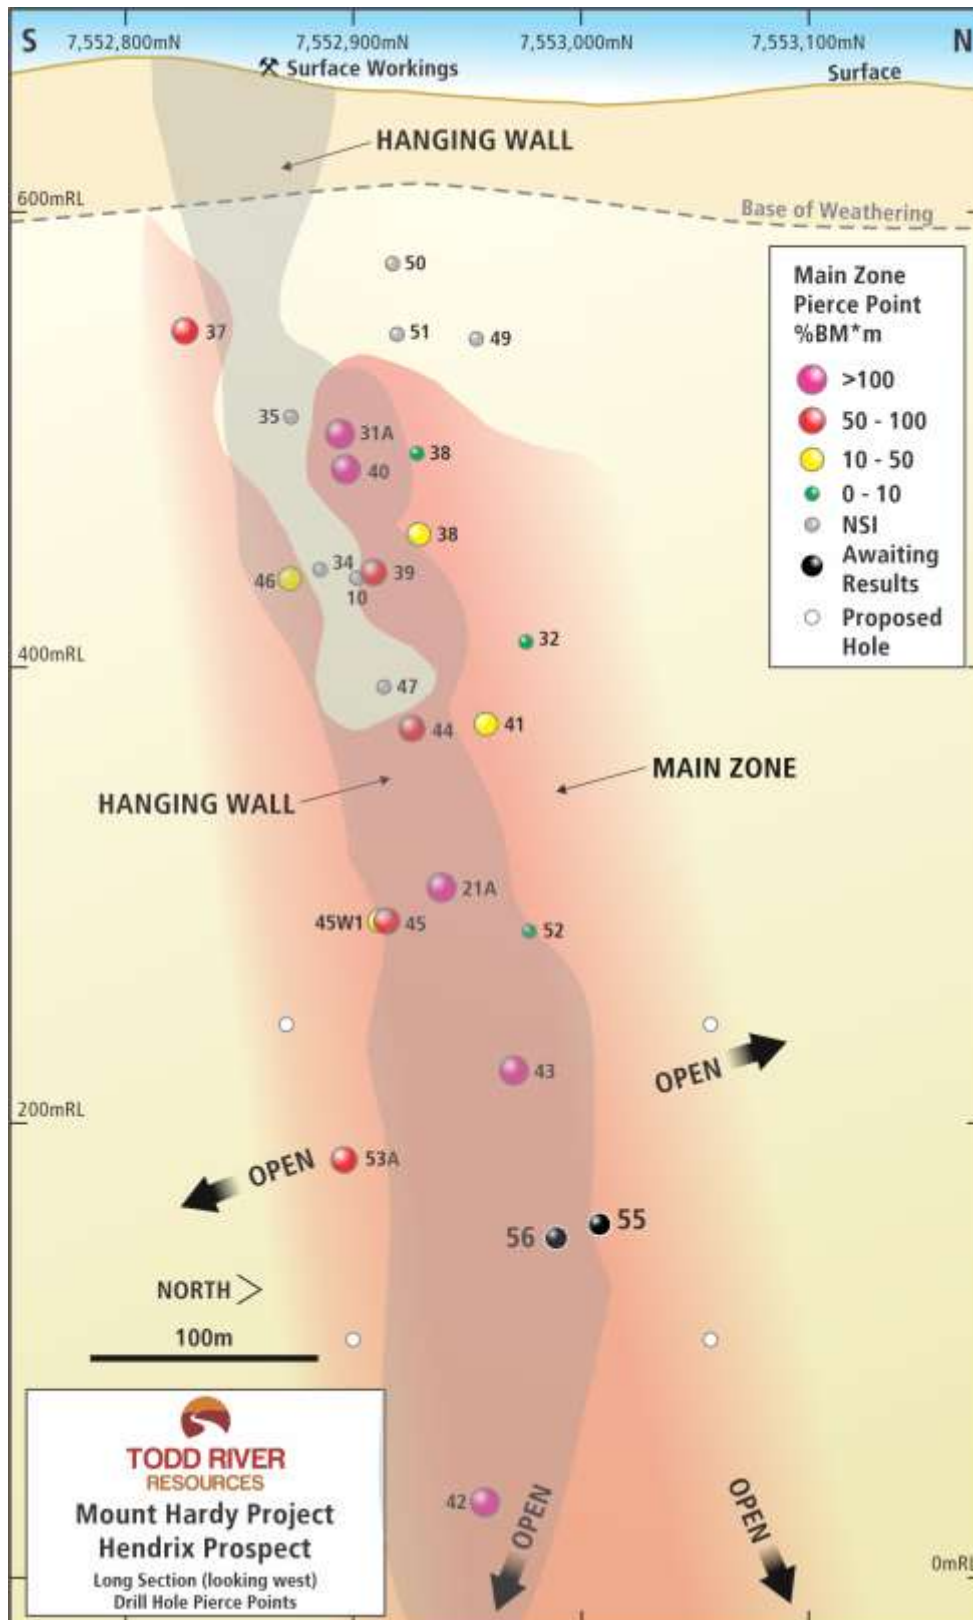 S 7,552,800mN 7,552,900mN 7,553,000mN 7,553,100mN N
Surface Workings
Surface
HANGING WALL
600mRL
Base of Weathering
Main Zone
Pierce Point
%BM*m
>100
50 - 100
10 - 50
0 - 10
NSI
Awaiting
Results
Proposed
Hole
50
51
49
37
35
31A
38
40
38
34
39
46
10
32
400mRL
47
44
41
MAIN ZONE
HANGING WALL
21A
45W1
45
52
43
OPEN
200mRL
OPEN
53A
55
56
NORTH
100m
42
OPEN
OPEN
0mRL
TODD RIVER
RESOURCES
Mount Hardy Project
Hendrix Prospect
Long Section (looking west)
Drill Hole Pierce Points